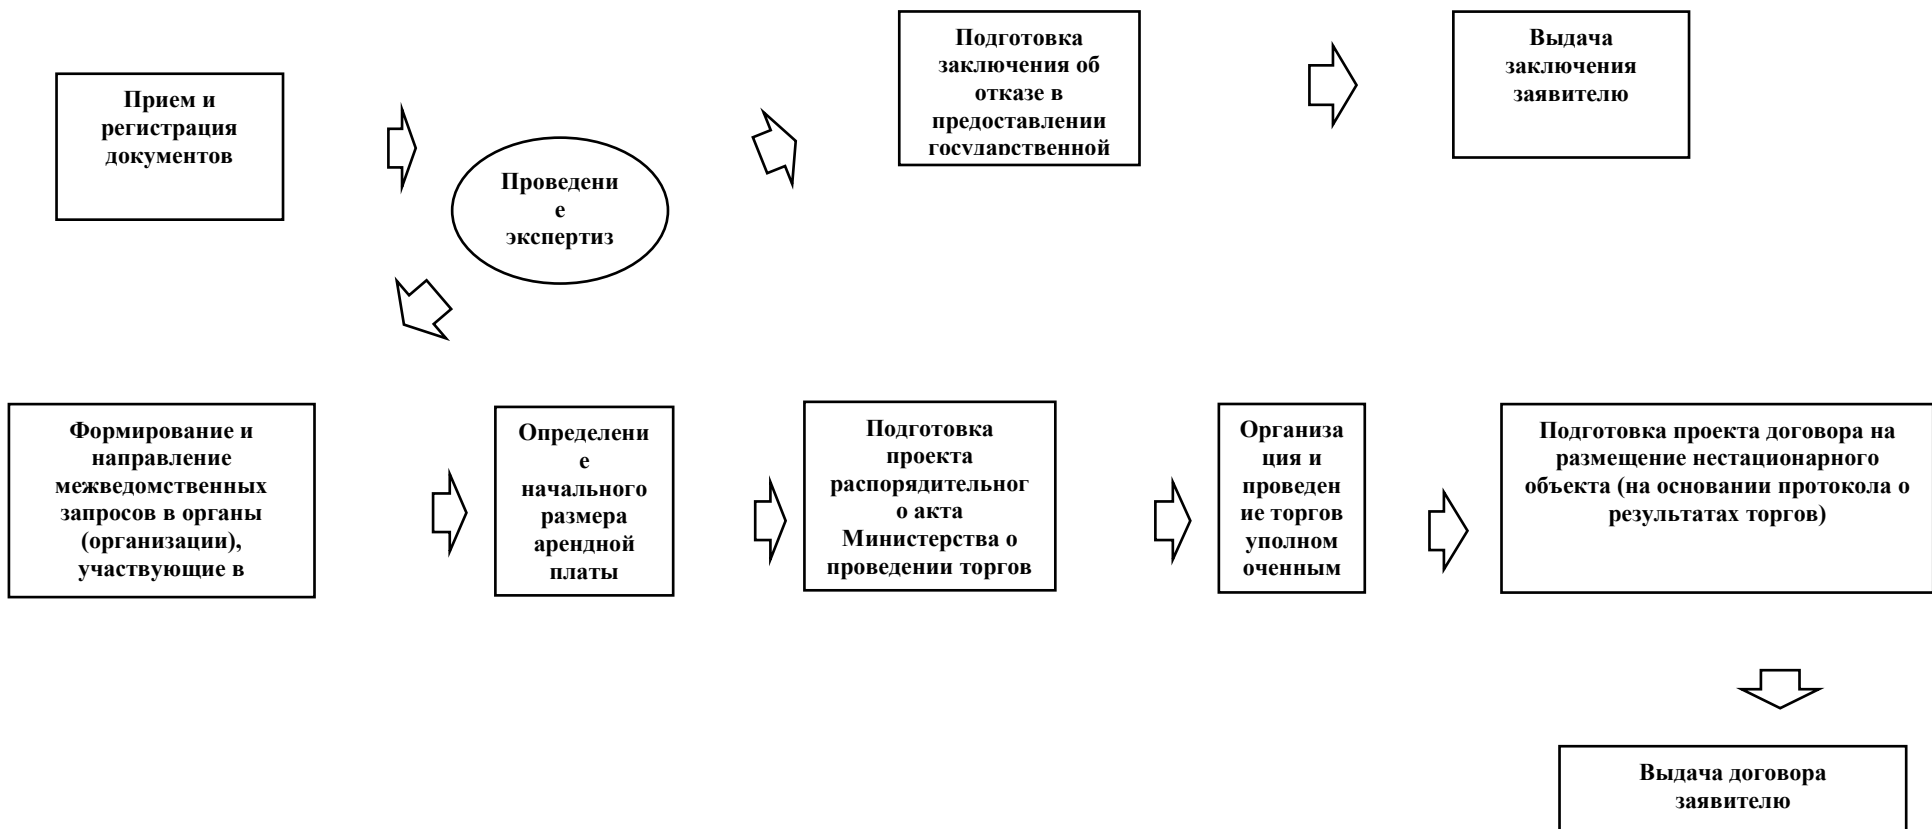 Прием и
регистрация
документов
Проведени
е
экспертиз
Подготовка
заключения об
отказе в
предоставлении
государственной
Выдача
заключения
заявителю
Формирование и
направление
межведомственных
запросов в органы
(организации),
участвующие в
Определени
е
начального
размера
арендной
платы
Подготовка
проекта
распорядительног
о акта
Министерства о
проведении торгов
Организа
ция и
проведен
ие торгов
уполном
оченным
Подготовка проекта договора на
размещение нестационарного
объекта (на основании протокола о
результатах торгов)
Выдача договора
заявителю